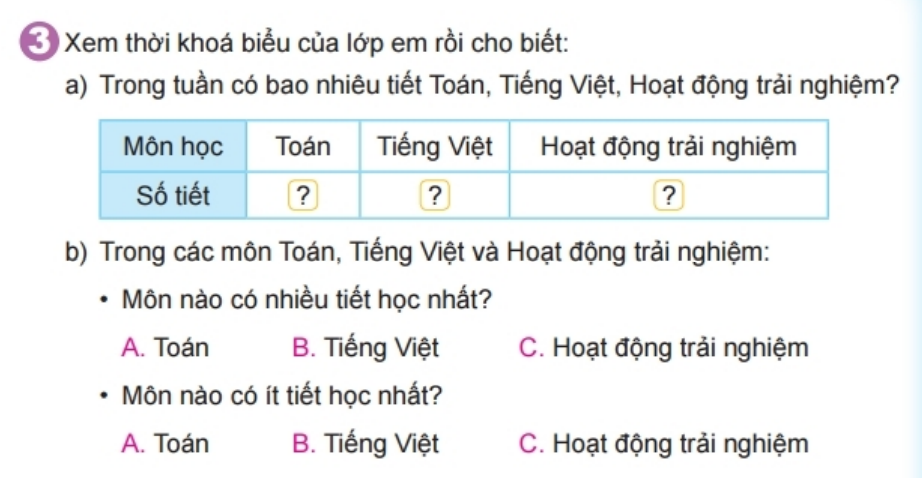 3 Xem thời khoá biểu của lớp em rồi cho biết:
a) Trong tuần có bao nhiêu tiết Toán, Tiếng Việt, Hoạt động trải nghiệm?
Môn học Toán Tiếng Việt Hoạt động trải nghiệm
Số tiết ? ? ?
b) Trong các môn Toán, Tiếng Việt và Hoạt động trải nghiệm:
• Môn nào có nhiều tiết học nhất?
A. Toán B. Tiếng Việt C. Hoạt động trải nghiệm
• Môn nào có ít tiết học nhất?
A. Toán B. Tiếng Việt C. Hoạt động trải nghiệm